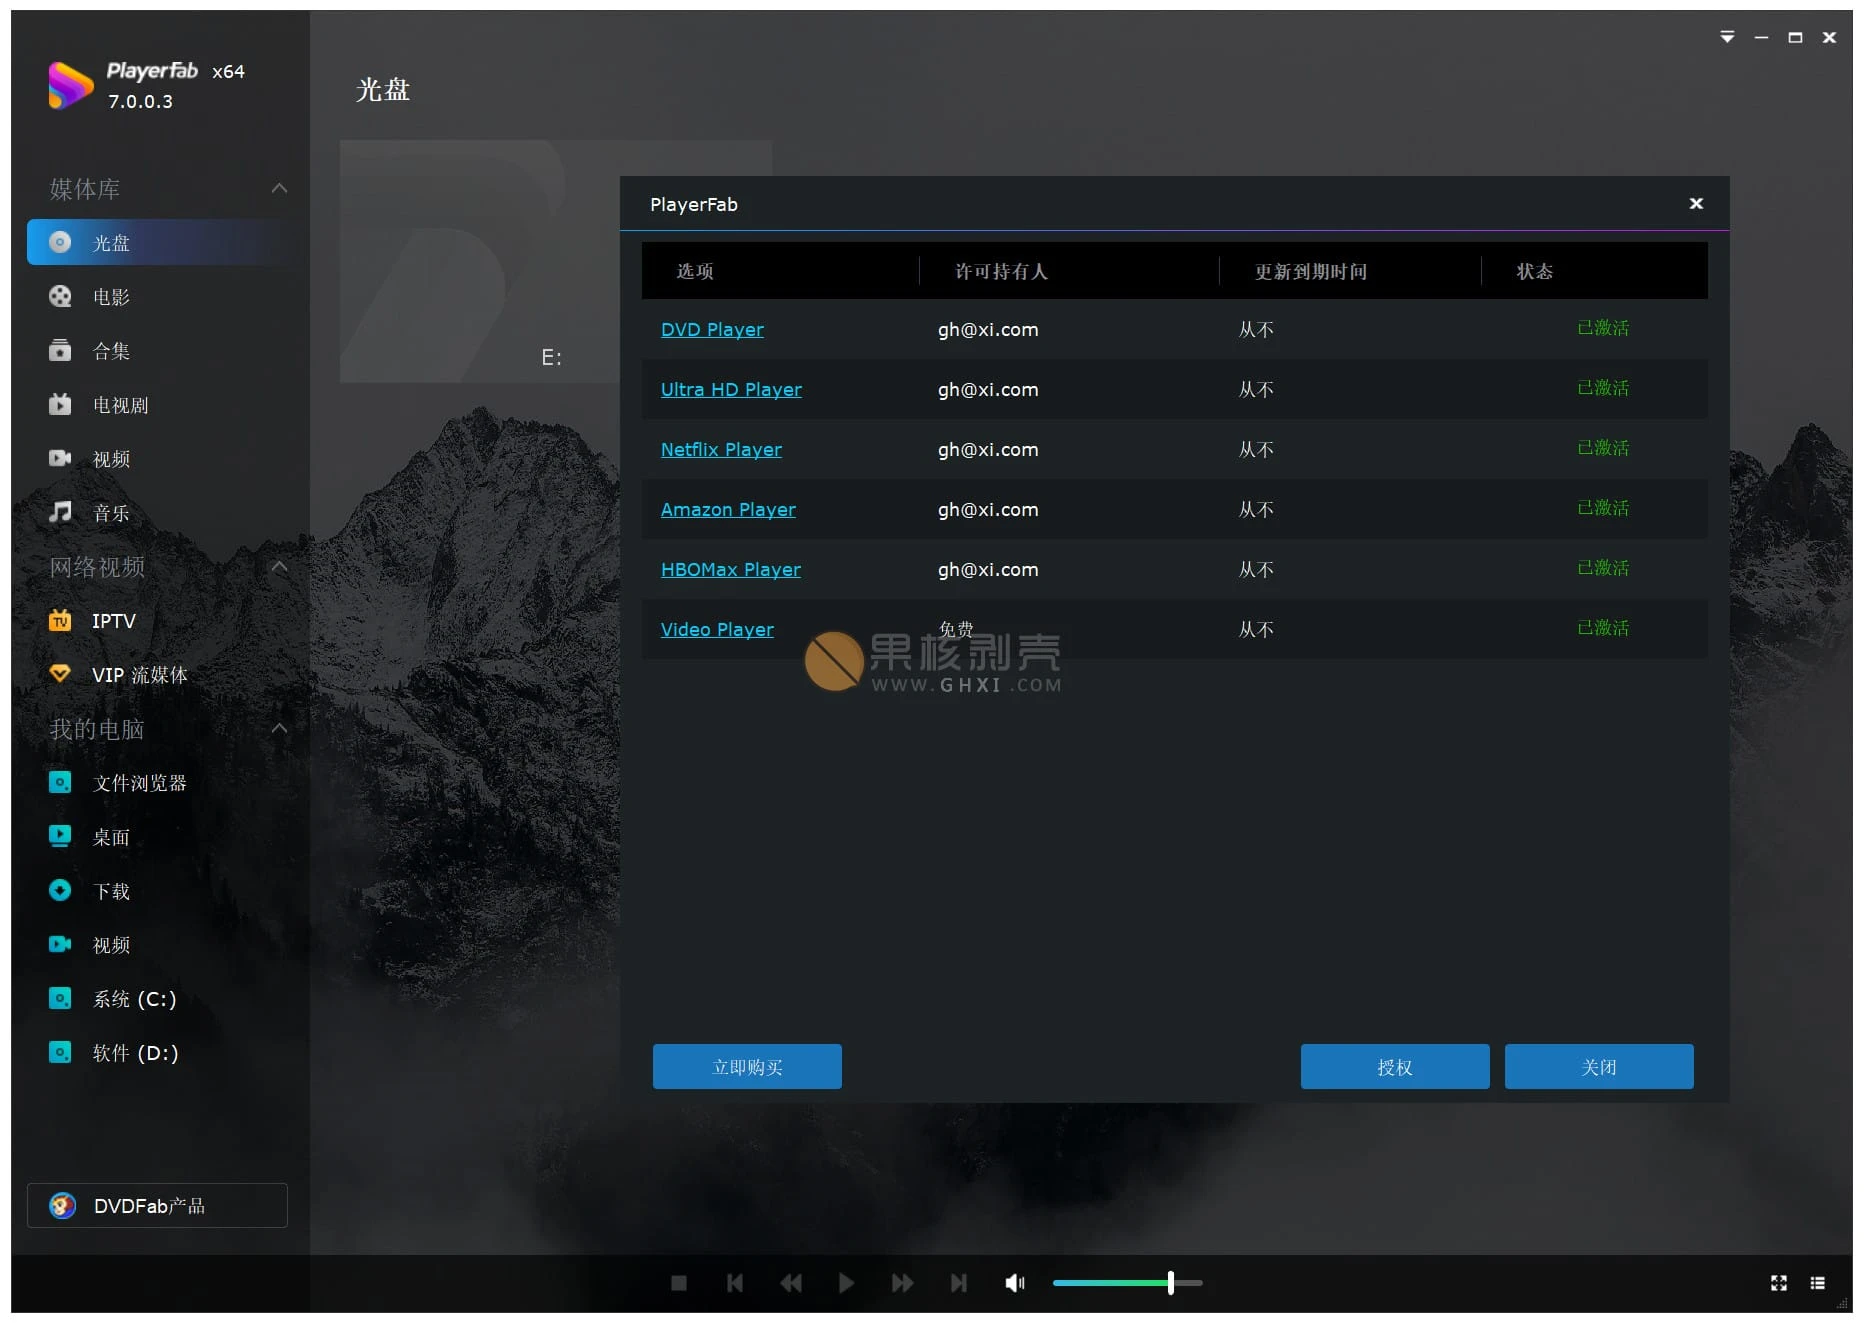 Playerfab x64
7.0.0.3
媒体库
光盘
电影
合集
电视剧
视频
音乐
网络视频
IPTV
VIP 流媒体
我的电脑
文件浏览器
桌面
下载
视频
系统 (C:)
软件 (D:)
DVDFab产品
光盘
E:
PlayerFab
选项 许可持有人 更新到期时间 状态
DVD Player gh@xi.com 从不 已激活
Ultra HD Player gh@xi.com 从不 已激活
Netflix Player gh@xi.com 从不 已激活
Amazon Player gh@xi.com 从不 已激活
HBOMax Player gh@xi.com 从不 已激活
Video Player 免费 从不 已激活
果核剥壳
WWW.GHXI.COM
立即购买 授权 关闭